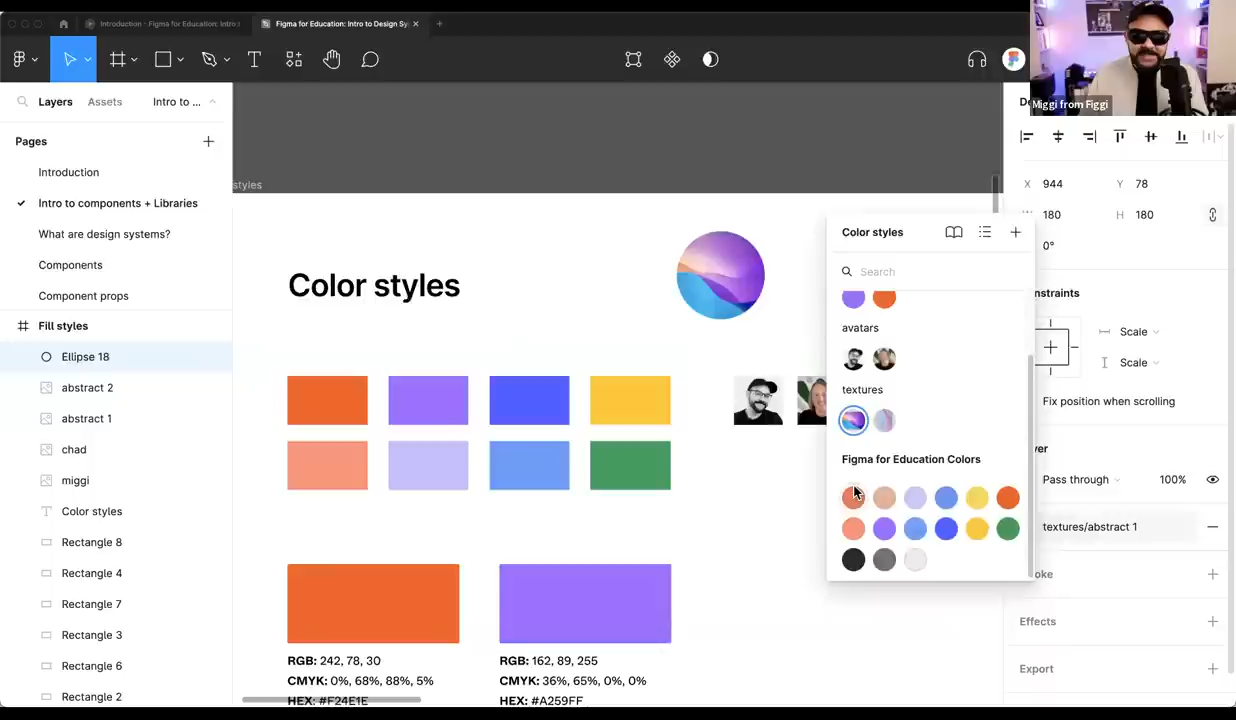 Introduction - Figma for Education: Intro t
Figma for Education: Intro to Design Sy
Miggi from Figgi
Layers
Assets
Intro to ...
Pages
Introduction
Intro to components + Libraries
What are design systems?
Components
Component props
Fill styles
Ellipse 18
abstract 2
abstract 1
chad
miggi
Color styles
Rectangle 8
Rectangle 4
Rectangle 7
Rectangle 3
Rectangle 6
Rectangle 2
styles
Color styles
RGB: 242, 78, 30
CMYK: 0%, 68%, 88%, 5%
HEX: #F24E1E
RGB: 162, 89, 255
CMYK: 36%, 65%, 0%, 0%
HEX: #A259FF
Color styles
Search
avatars
textures
Figma for Education Colors
X 944
Y 78
180
H 180
0°
nstraints
Scale
Scale
Fix position when scrolling
yer
Pass through
100%
textures/abstract 1
oke
Effects
Export